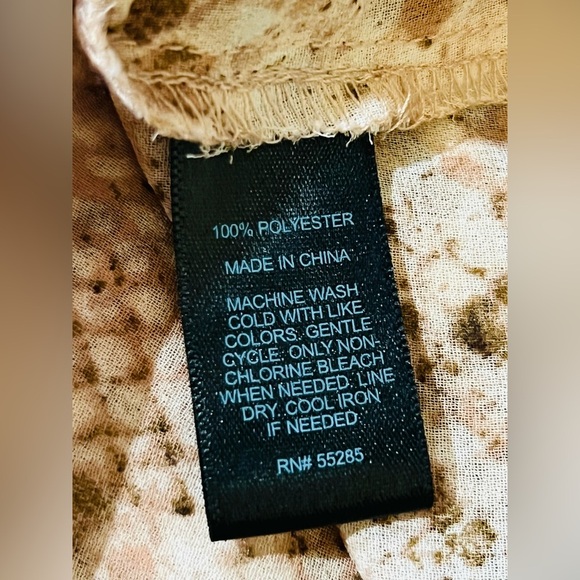 100% POLYESTER
MADE IN CHINA
MACHINE WASH
COLD WITH LIKE
COLORS. GENTLE
CYCLE. ONLY NON-
CHLORINE BLEACH
WHEN NEEDED. LINE
DRY. COOL IRON
IF NEEDED
RN# 55285